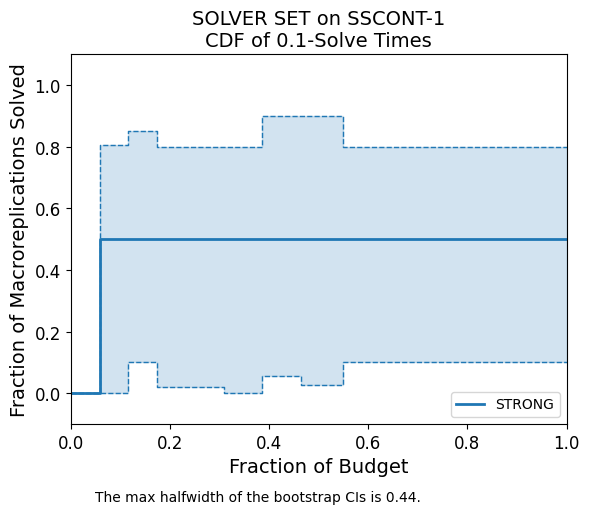 SOLVER SET on SSCONT-1
CDF of 0.1-Solve Times
Fraction of Macroreplications Solved
1.0
0.8
0.6
0.4
0.2
0.0
0.0 0.2 0.4 0.6 0.8 1.0
STRONG
Fraction of Budget
The max halfwidth of the bootstrap CIs is 0.44.